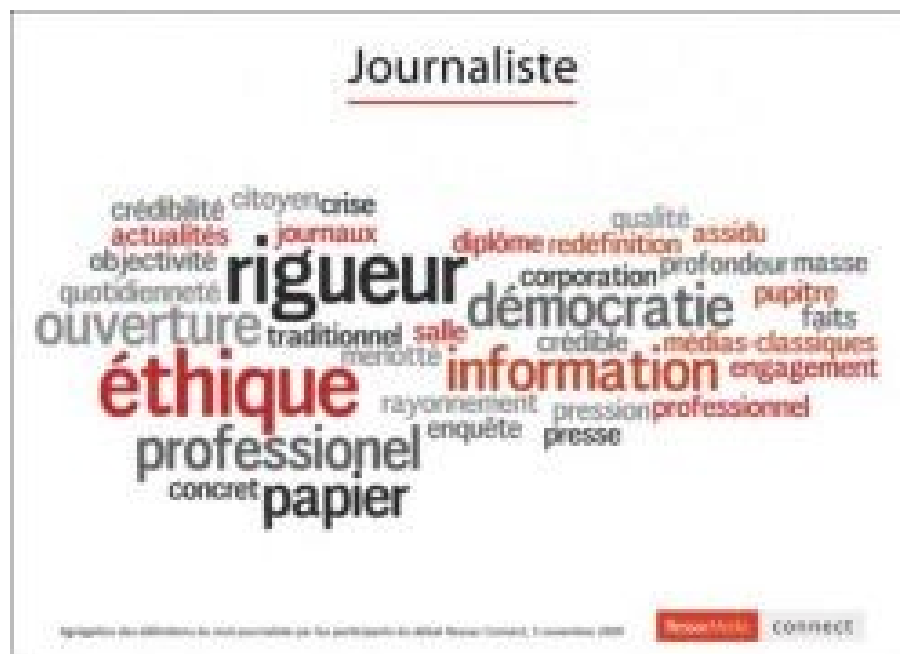 Journaliste
crédibilité citoyen crise qualité
actualités journaux diplôme redéfinition assidu
objectivité rigueur corporation profondeur masse
quotidienneté démocratie pupitre
ouverture traditionnel salle crédible médias-classiques faits
menotté information engagement
éthique rayonnement pression professionnel
professionel enquête presse
concret papier
connect